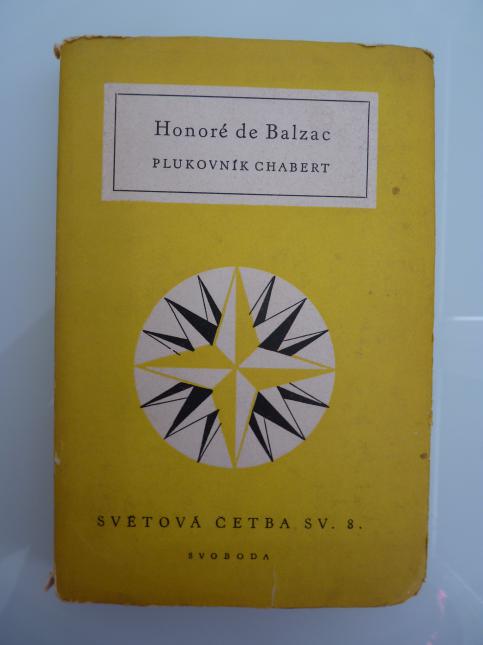 Honoré de Balzac
PLUKOVNÍK CHABERT
SVĚTOVÁ ČETBA SV. 8.
SVOBODA